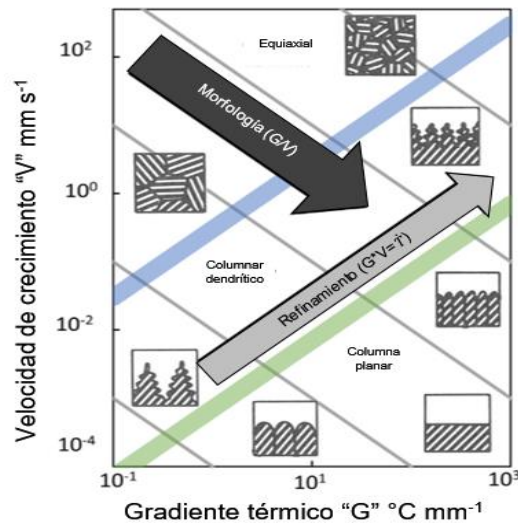 Velocidad de crecimiento "V" mm s-1
10²
10⁰
10-²
10-⁴
Equiaxial
Morfología (G/V)
Columnar
dendrítico
Refinamiento (G*V= Ṫ)
Columna
planar
10-¹
10¹
10³
Gradiente térmico "G" °C mm-1